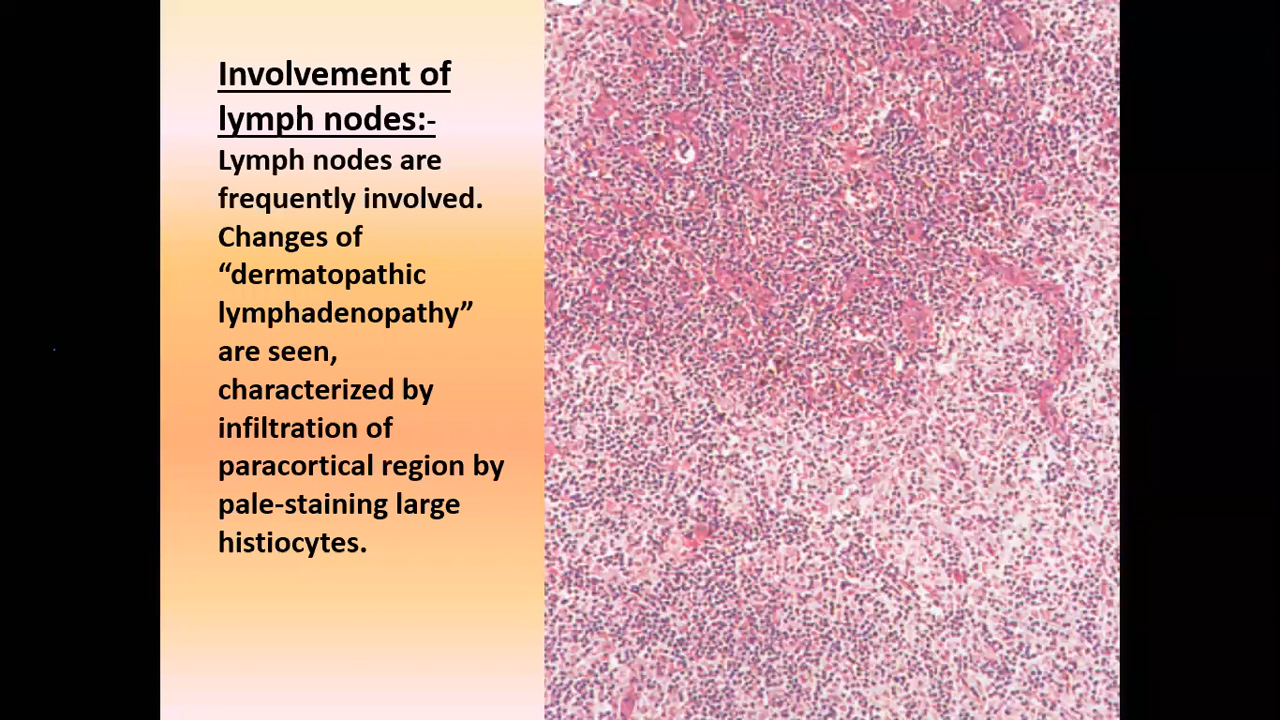 Involvement of
lymph nodes:-
Lymph nodes are
frequently involved.
Changes of
“dermatopathic
lymphadenopathy”
are seen,
characterized by
infiltration of
paracortical region by
pale-staining large
histiocytes.